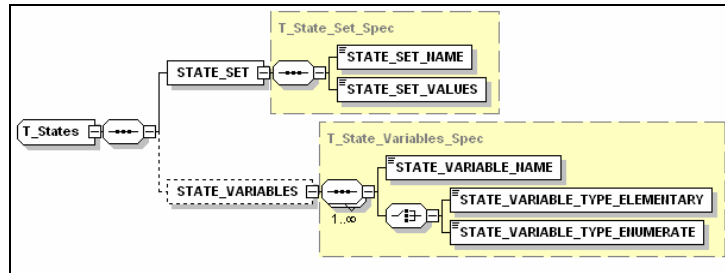 T_State_Set_Spec
STATE_SET_NAME
STATE_SET
STATE_SET_VALUES
T_States
T_State_Variables_Spec
STATE_VARIABLE_NAME
STATE_VARIABLES
1..∞
STATE_VARIABLE_TYPE_ELEMENTARY
STATE_VARIABLE_TYPE_ENUMERATE